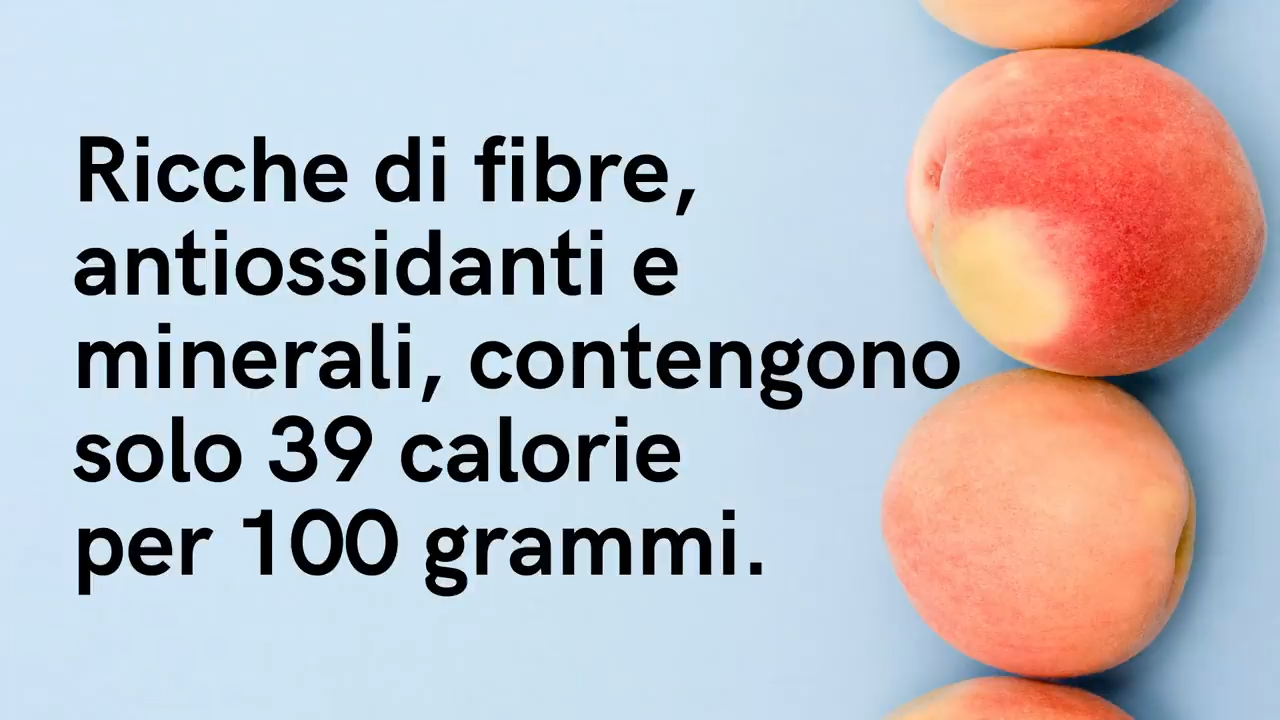 Ricche di fibre,
antiossidanti e
minerali, contengono
solo 39 calorie
per 100 grammi.